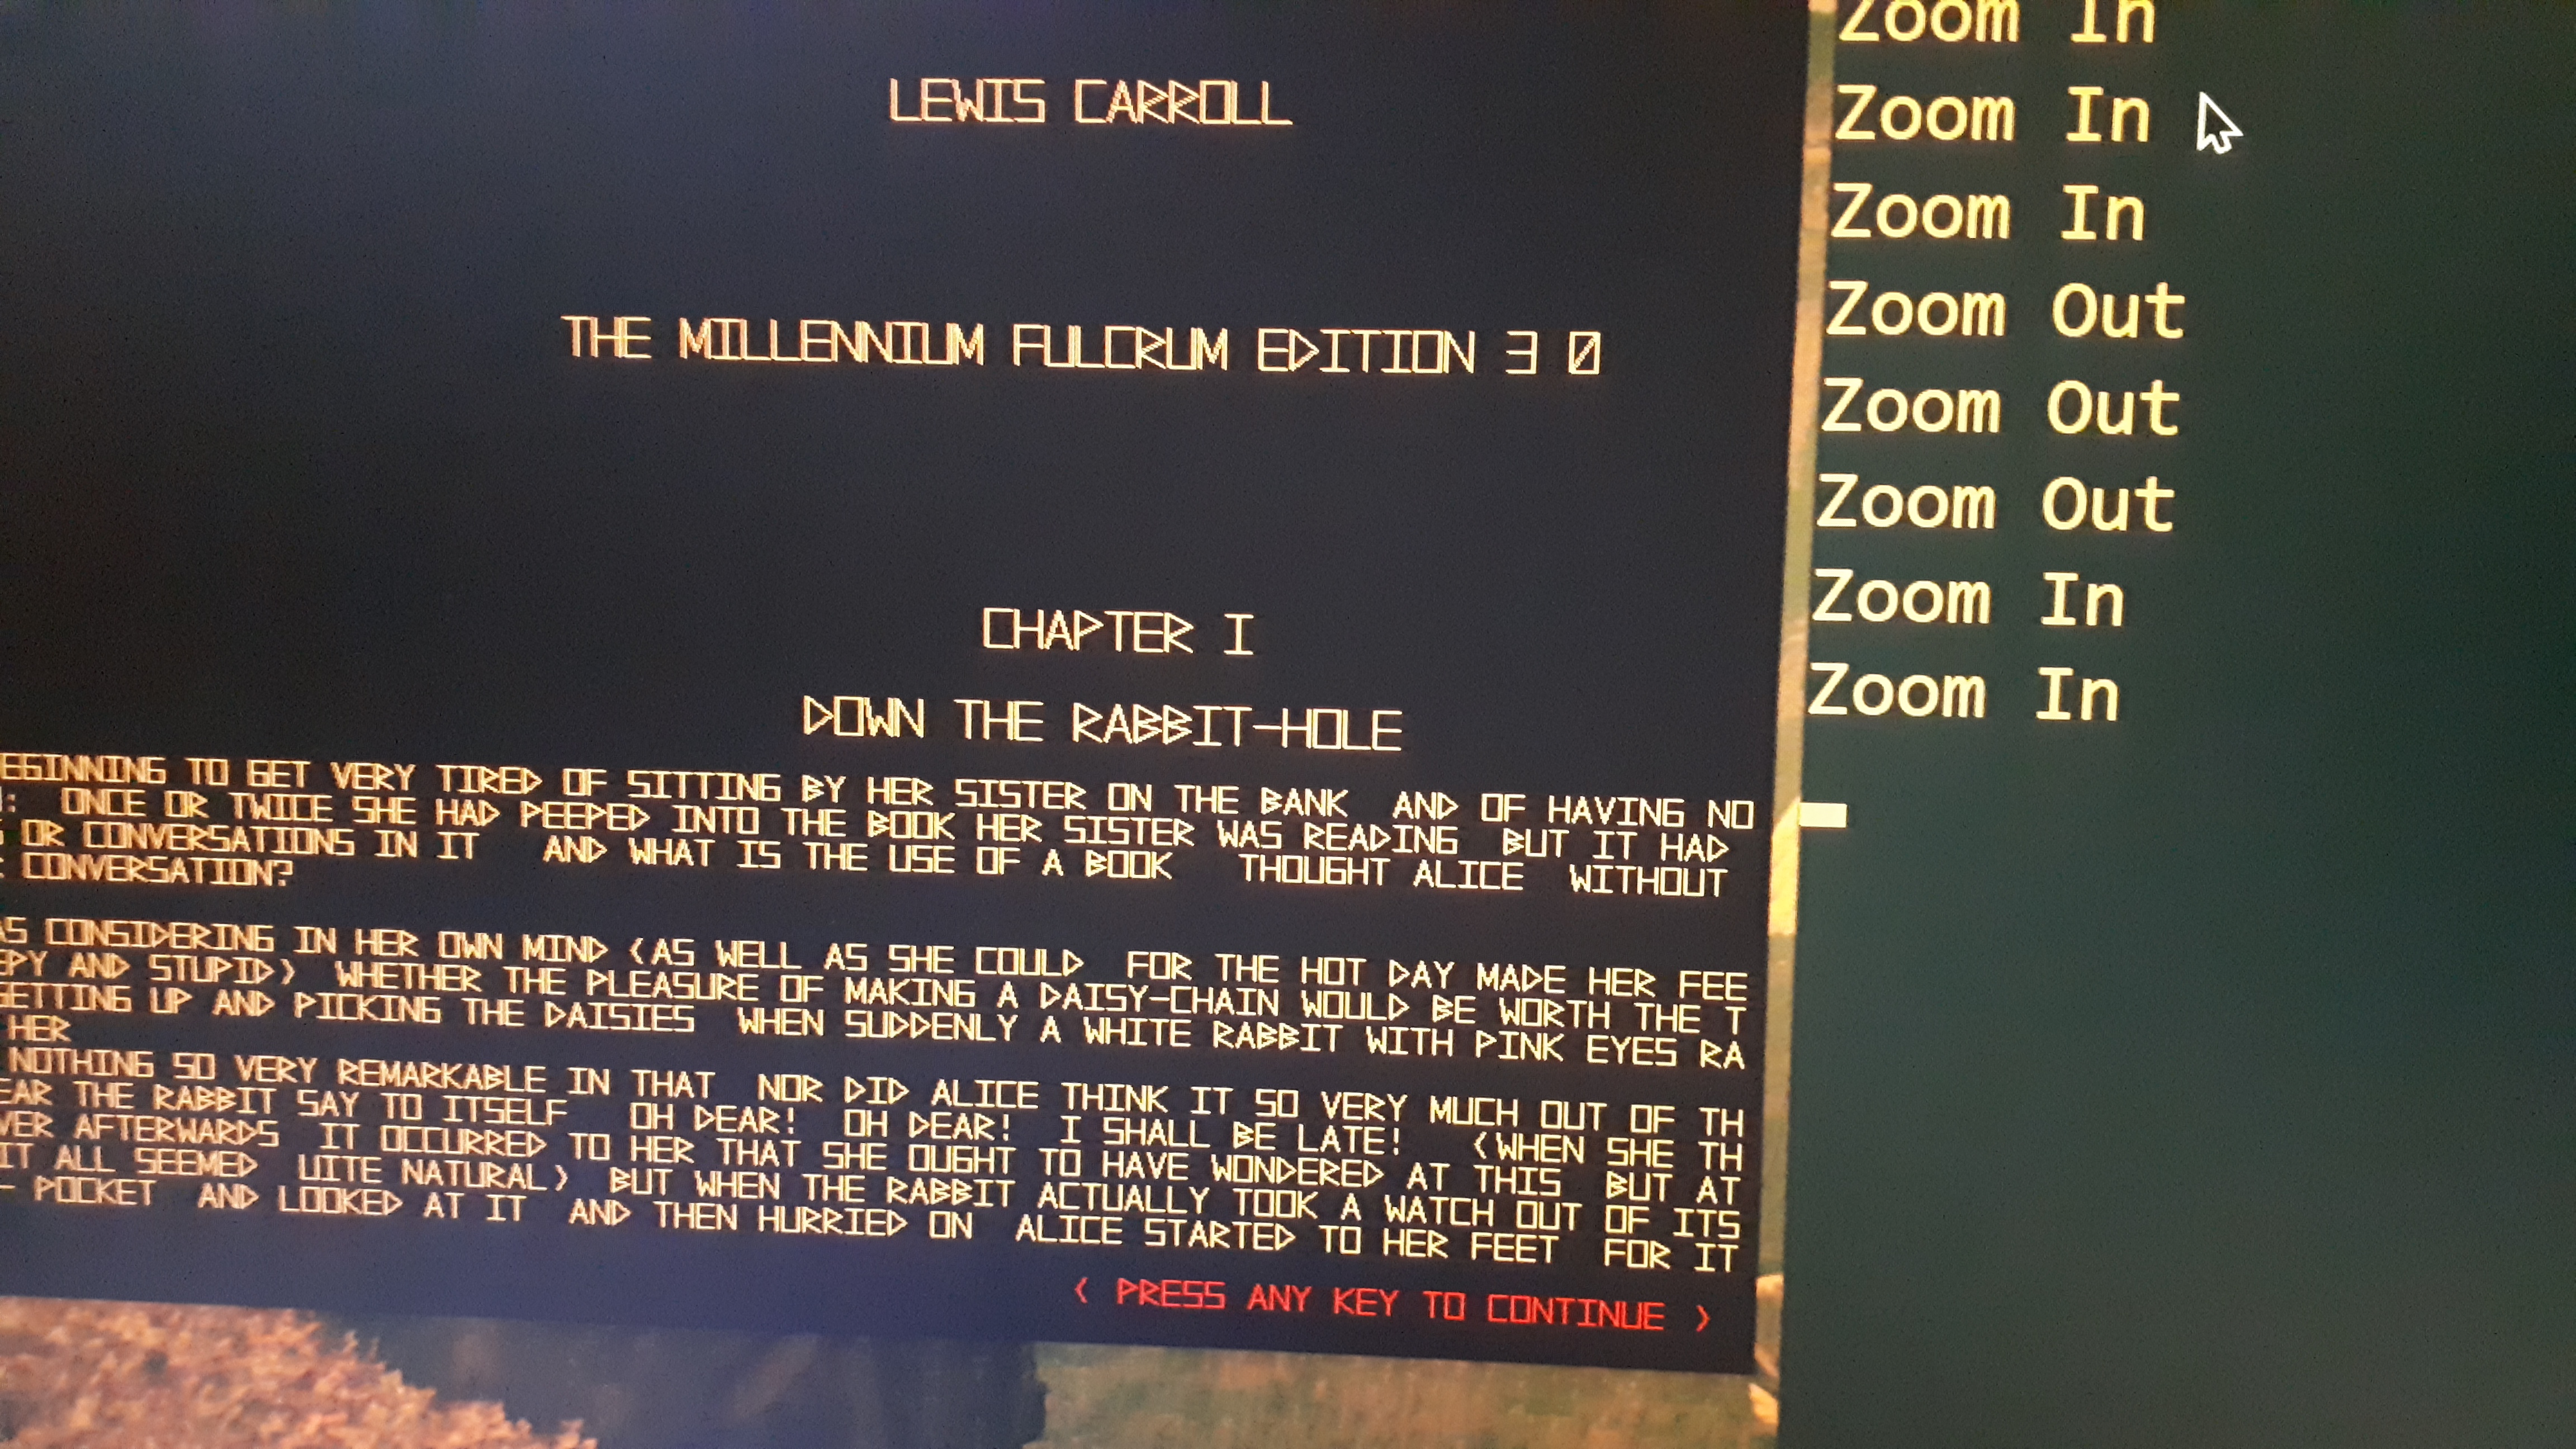 LEWIS CARROLL
THE MILLENNIUM FULCRUM EDITION 3 0
CHAPTER I
DOWN THE RABBIT-HOLE
EGINNING TO GET VERY TIRED OF SITTING BY HER SISTER ON THE BANK  AND OF HAVING NO
:  ONCE OR TWICE SHE HAD PEEPED INTO THE BOOK HER SISTER WAS READING  BUT IT HAD
OR CONVERSATIONS IN IT   AND WHAT IS THE USE OF A BOOK   THOUGHT ALICE  WITHOUT
CONVERSATION?
AS CONSIDERING IN HER OWN MIND (AS WELL AS SHE COULD  FOR THE HOT DAY MADE HER FEE
EPY AND STUPID)  WHETHER THE PLEASURE OF MAKING A DAISY-CHAIN WOULD BE WORTH THE T
GETTING UP AND PICKING THE DAISIES  WHEN SUDDENLY A WHITE RABBIT WITH PINK EYES RA
HER
NOTHING SO VERY REMARKABLE IN THAT  NOR DID ALICE THINK IT SO VERY MUCH OUT OF TH
EAR THE RABBIT SAY TO ITSELF   OH DEAR!  OH DEAR!  I SHALL BE LATE!   (WHEN SHE TH
VER AFTERWARDS  IT OCCURRED TO HER THAT SHE OUGHT TO HAVE WONDERED AT THIS  BUT AT
IT ALL SEEMED  UITE NATURAL)  BUT WHEN THE RABBIT ACTUALLY TOOK A WATCH OUT OF ITS
- POCKET  AND LOOKED AT IT  AND THEN HURRIED ON  ALICE STARTED TO HER FEET  FOR IT
< PRESS ANY KEY TO CONTINUE >
Zoom In
Zoom In
Zoom In
Zoom Out
Zoom Out
Zoom Out
Zoom In
Zoom In